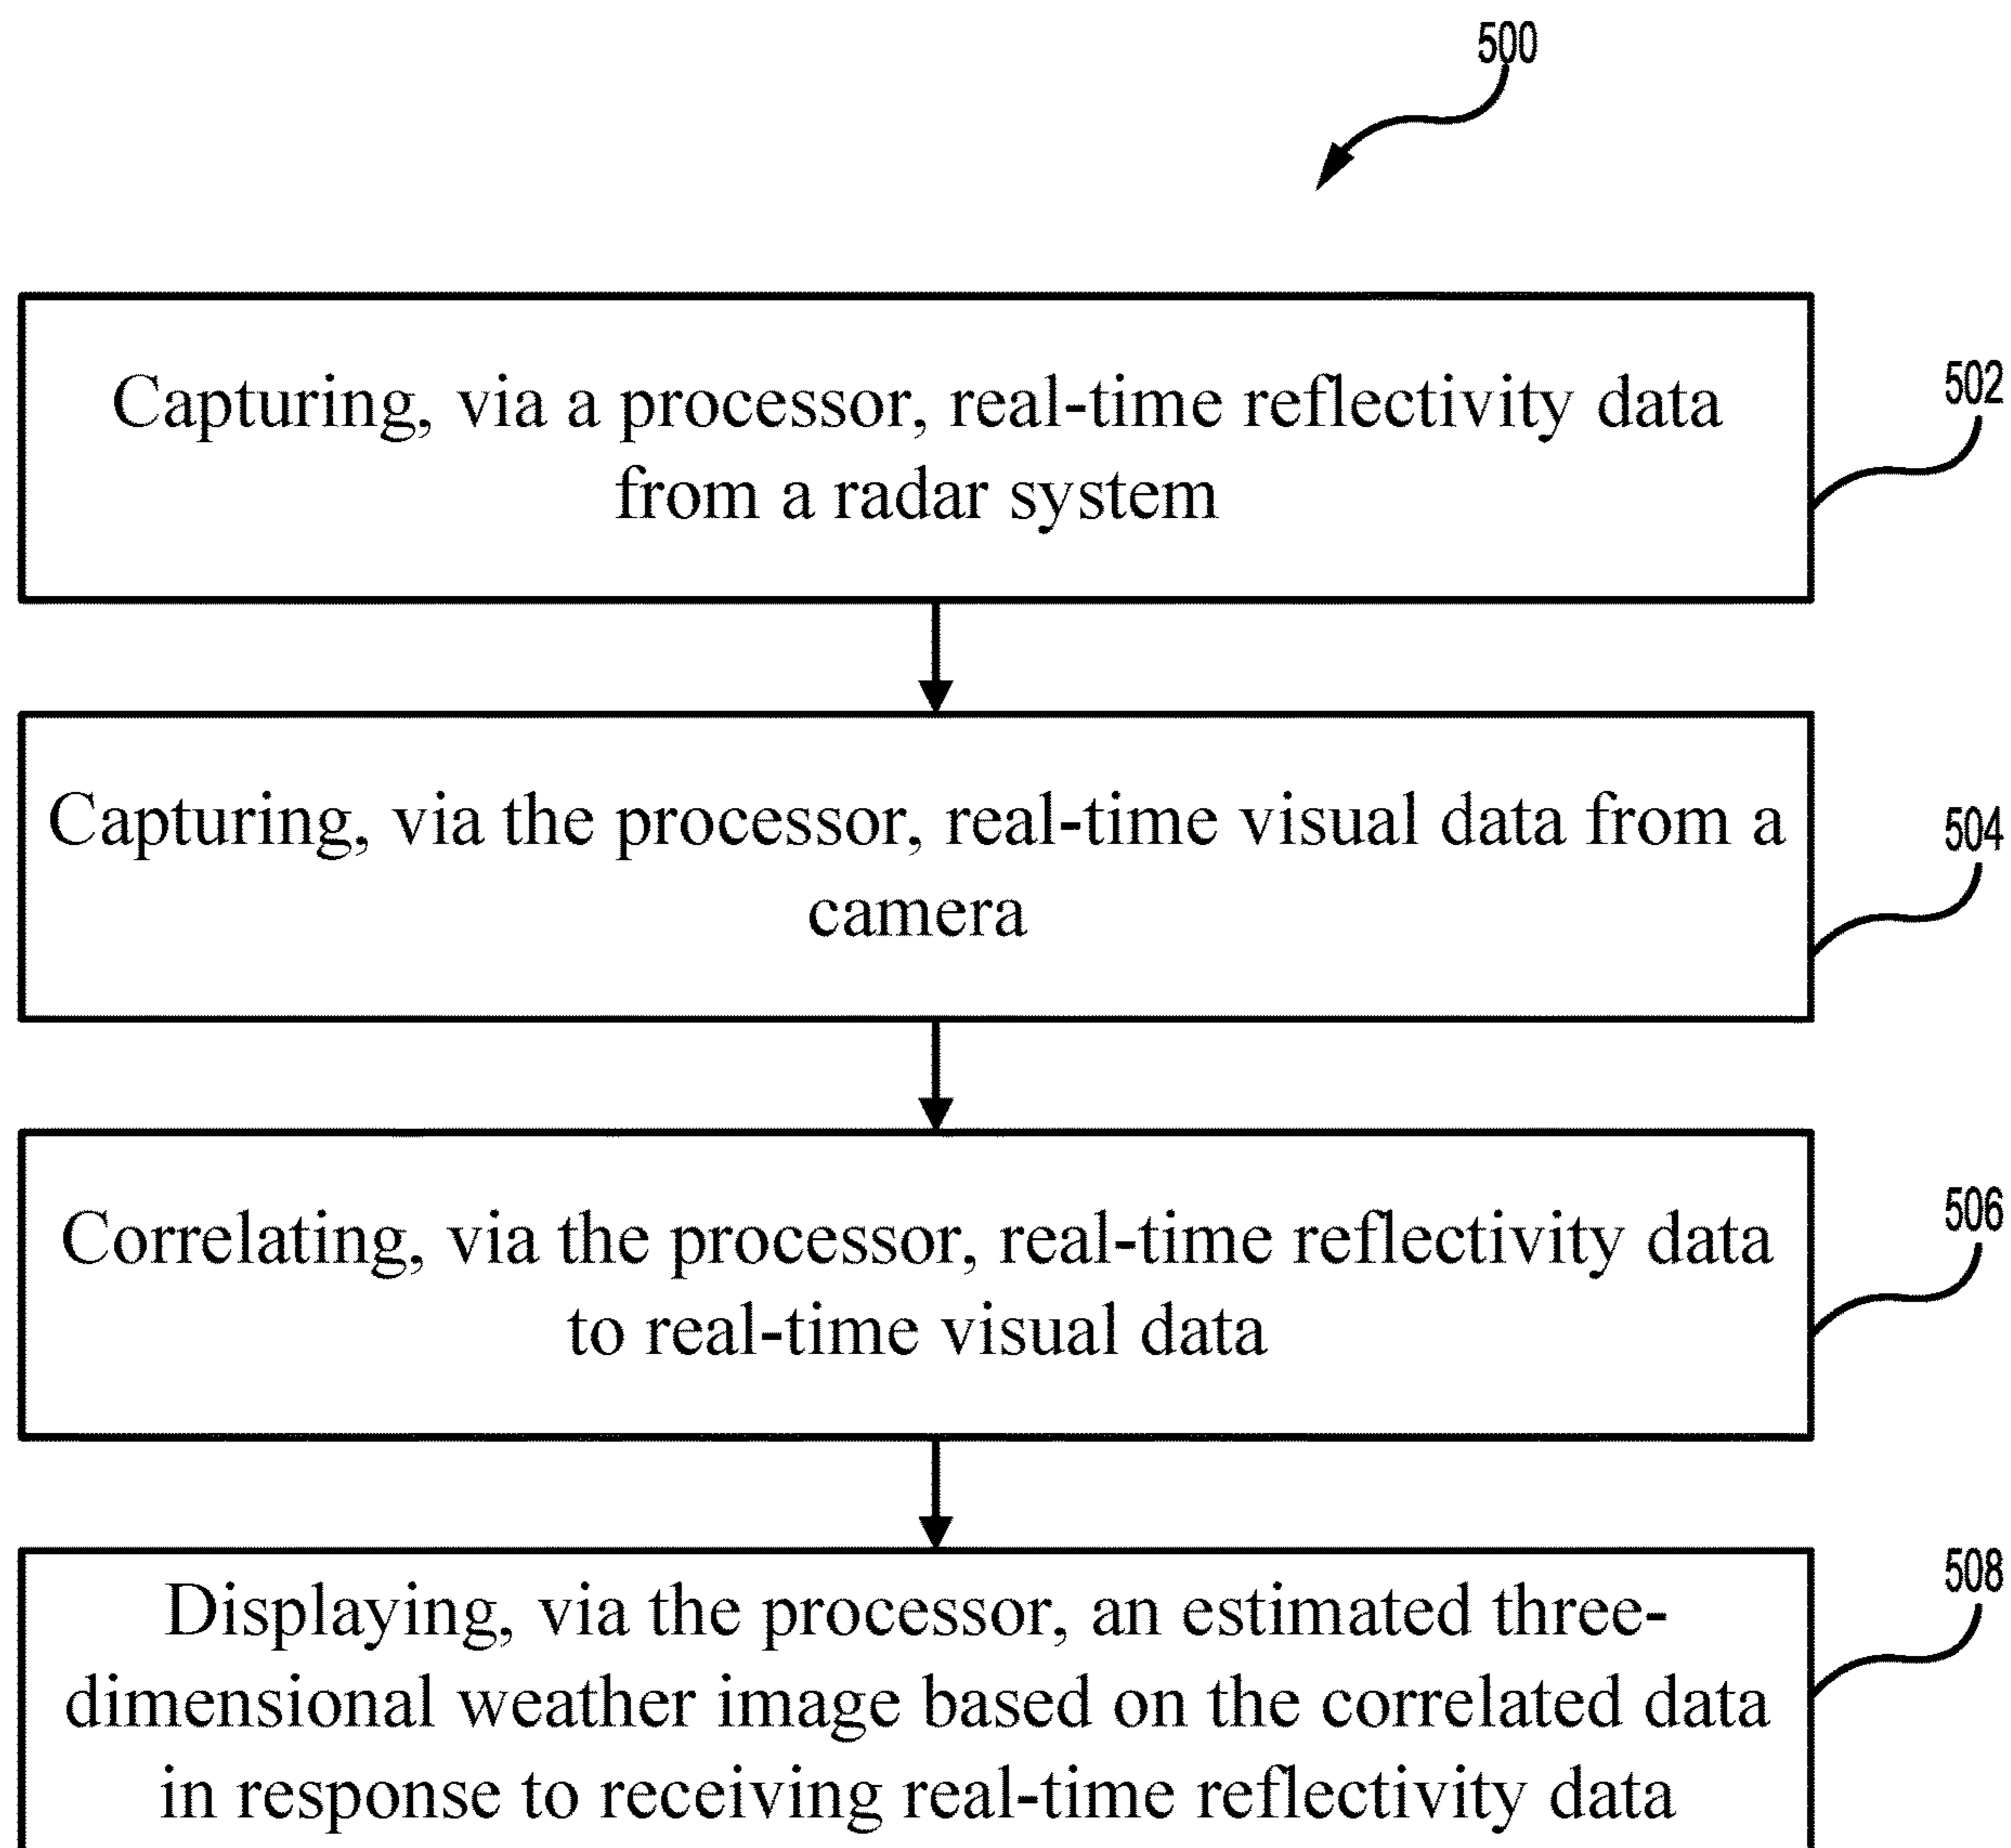 500
Capturing, via a processor, real-time reflectivity data
from a radar system
502
Capturing, via the processor, real-time visual data from a
camera
504
Correlating, via the processor, real-time reflectivity data
to real-time visual data
506
Displaying, via the processor, an estimated three-
dimensional weather image based on the correlated data
in response to receiving real-time reflectivity data
508